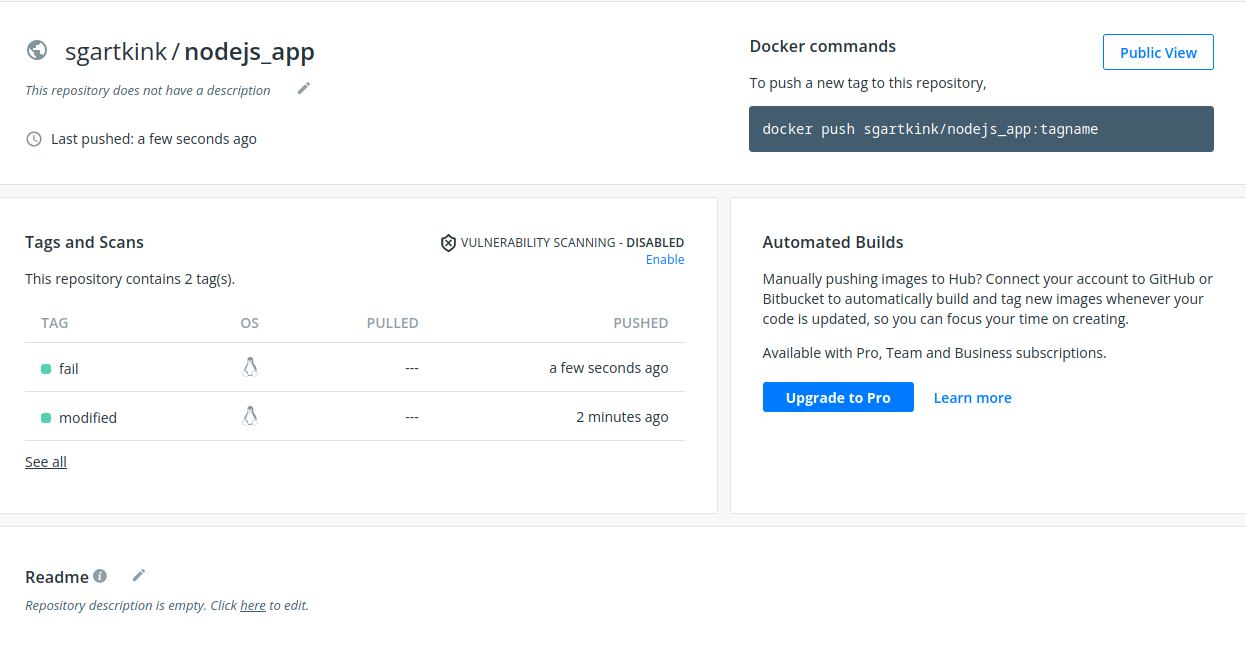 sgartkink / nodejs_app
This repository does not have a description
Last pushed: a few seconds ago
Docker commands
Public View
To push a new tag to this repository,
docker push sgartkink/nodejs_app:tagname
Tags and Scans
VULNERABILITY SCANNING - DISABLED
Enable
This repository contains 2 tag(s).
TAG OS PULLED PUSHED
fail --- a few seconds ago
modified --- 2 minutes ago
See all
Automated Builds
Manually pushing images to Hub? Connect your account to GitHub or
Bitbucket to automatically build and tag new images whenever your
code is updated, so you can focus your time on creating.
Available with Pro, Team and Business subscriptions.
Upgrade to Pro Learn more
Readme
Repository description is empty. Click here to edit.